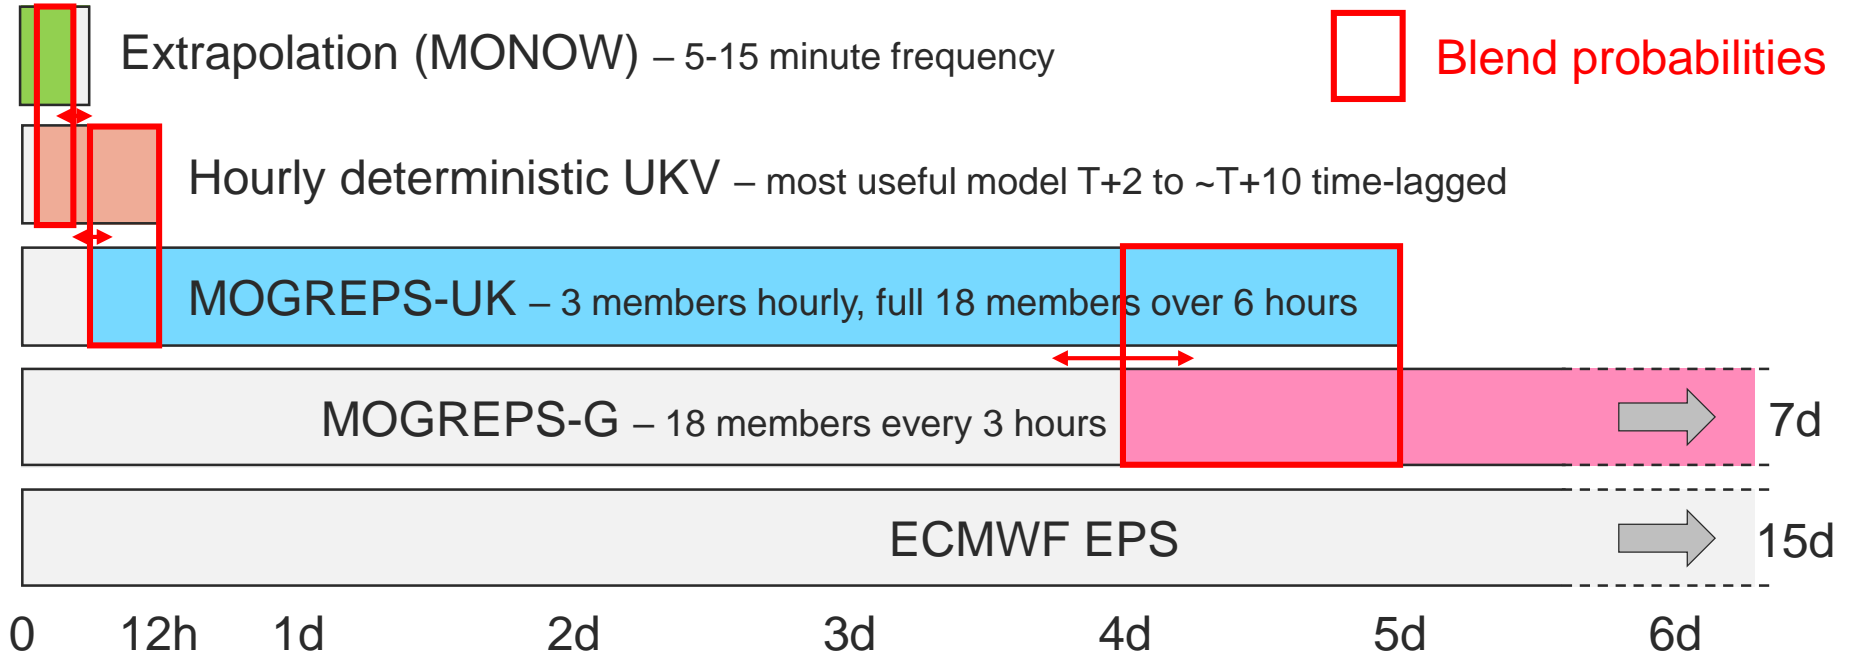 Extrapolation (MONOW) – 5-15 minute frequency
Blend probabilities
Hourly deterministic UKV – most useful model T+2 to ~T+10 time-lagged
MOGREPS-UK – 3 members hourly, full 18 members over 6 hours
MOGREPS-G – 18 members every 3 hours
7d
ECMWF EPS
15d
0 12h 1d 2d 3d 4d 5d 6d